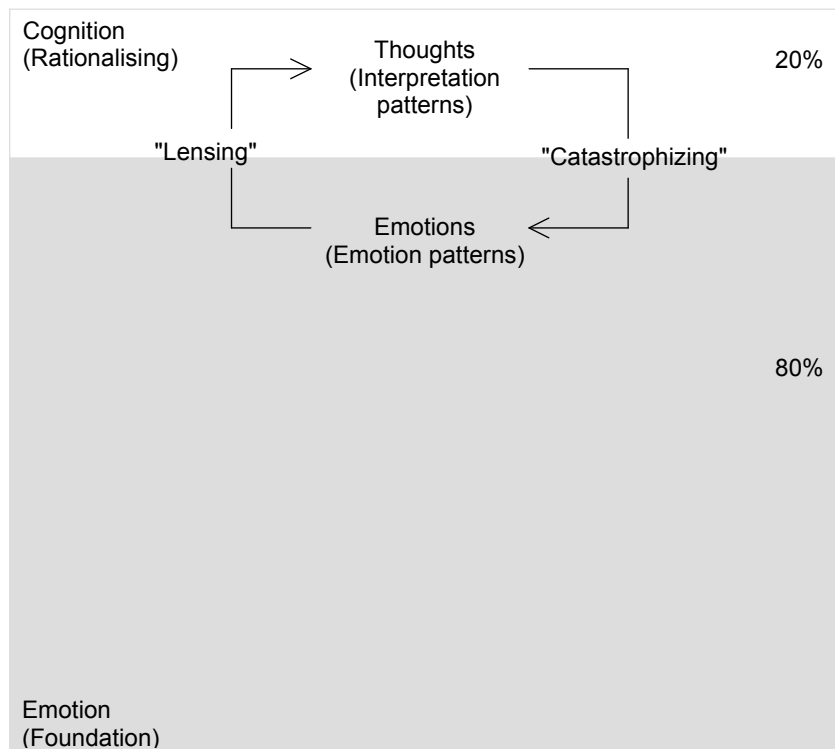 Cognition
(Rationalising)
Thoughts
(Interpretation
patterns)
20%
"Lensing"
"Catastrophizing"
Emotions
(Emotion patterns)
80%
Emotion
(Foundation)